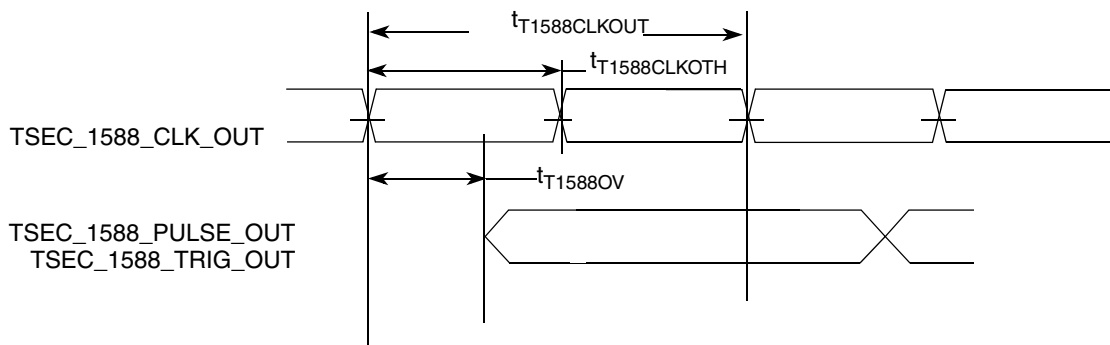 tT1588CLKOUT
tT1588CLKOTH
TSEC_1588_CLK_OUT
tT1588OV
TSEC_1588_PULSE_OUT
TSEC_1588_TRIG_OUT